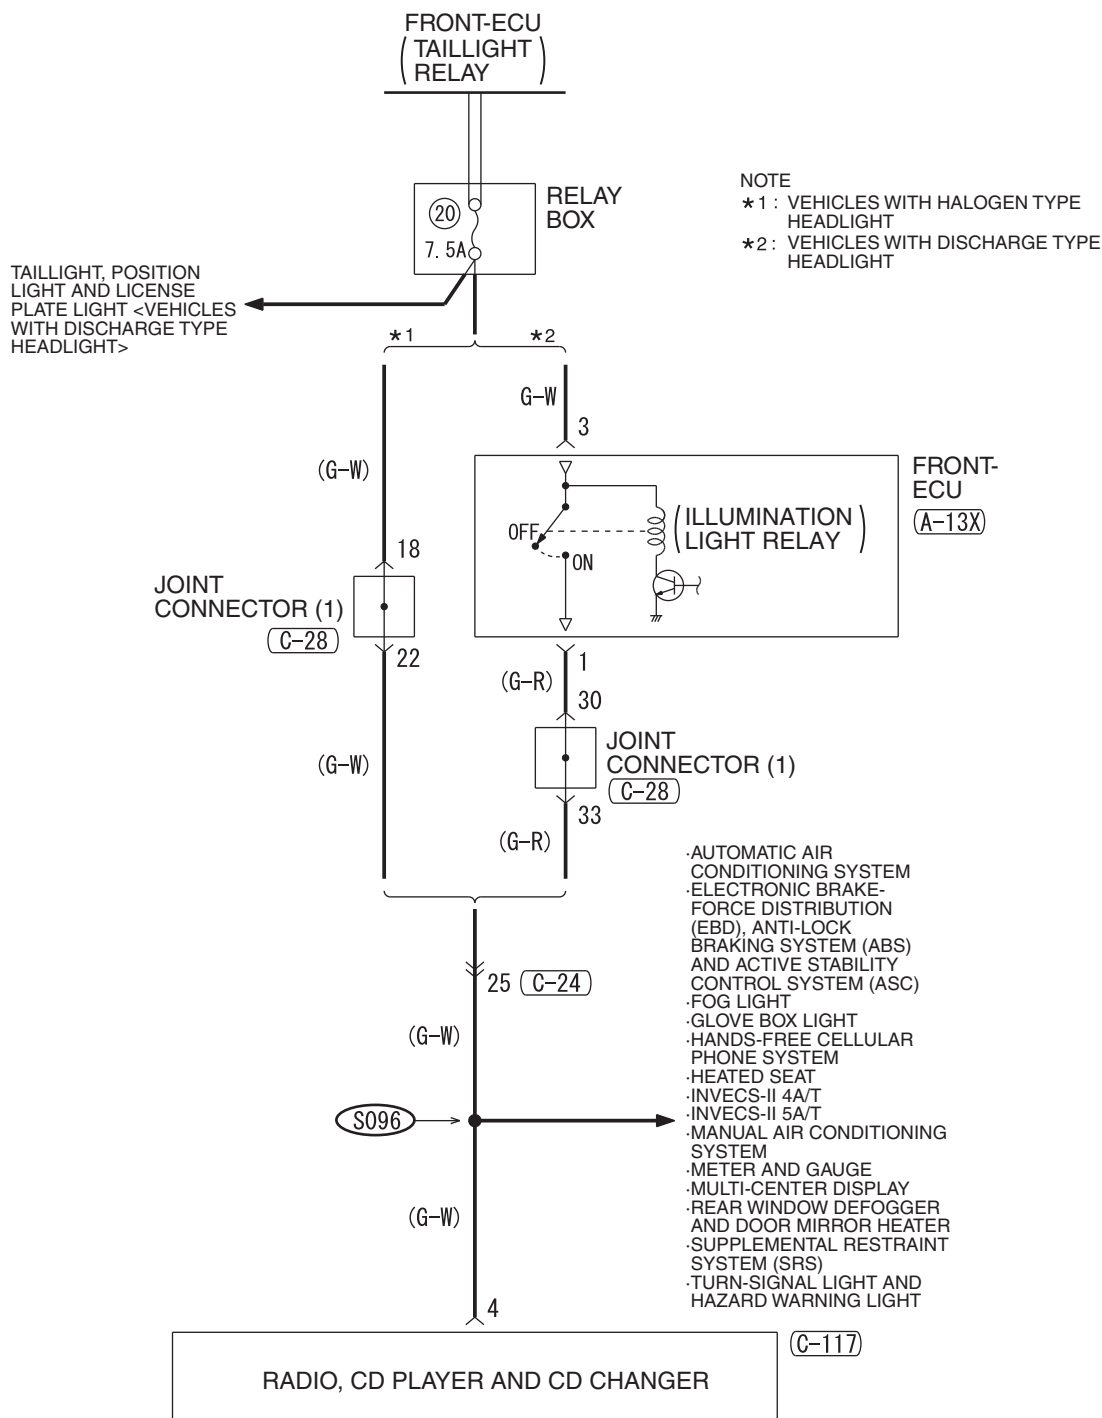 FRONT-ECU
(TAILLIGHT
RELAY)
RELAY
BOX
20
7.5A
NOTE
*1 : VEHICLES WITH HALOGEN TYPE
HEADLIGHT
*2 : VEHICLES WITH DISCHARGE TYPE
HEADLIGHT
TAILLIGHT, POSITION
LIGHT AND LICENSE
PLATE LIGHT <VEHICLES
WITH DISCHARGE TYPE
HEADLIGHT>
*1
*2
G-W
3
(G-W)
FRONT-
ECU
A-13X
(ILLUMINATION
LIGHT RELAY)
OFF
ON
18
JOINT
CONNECTOR (1)
C-28
22
1
(G-R)
30
JOINT
CONNECTOR (1)
C-28
(G-W)
33
(G-R)
25 C-24
(G-W)
S096
(G-W)
·AUTOMATIC AIR
CONDITIONING SYSTEM
·ELECTRONIC BRAKE-
FORCE DISTRIBUTION
(EBD), ANTI-LOCK
BRAKING SYSTEM (ABS)
AND ACTIVE STABILITY
CONTROL SYSTEM (ASC)
·FOG LIGHT
·GLOVE BOX LIGHT
·HANDS-FREE CELLULAR
PHONE SYSTEM
·HEATED SEAT
·INVECS-II 4A/T
·INVECS-II 5A/T
·MANUAL AIR CONDITIONING
SYSTEM
·METER AND GAUGE
·MULTI-CENTER DISPLAY
·REAR WINDOW DEFOGGER
AND DOOR MIRROR HEATER
·SUPPLEMENTAL RESTRAINT
SYSTEM (SRS)
·TURN-SIGNAL LIGHT AND
HAZARD WARNING LIGHT
4
C-117
RADIO, CD PLAYER AND CD CHANGER